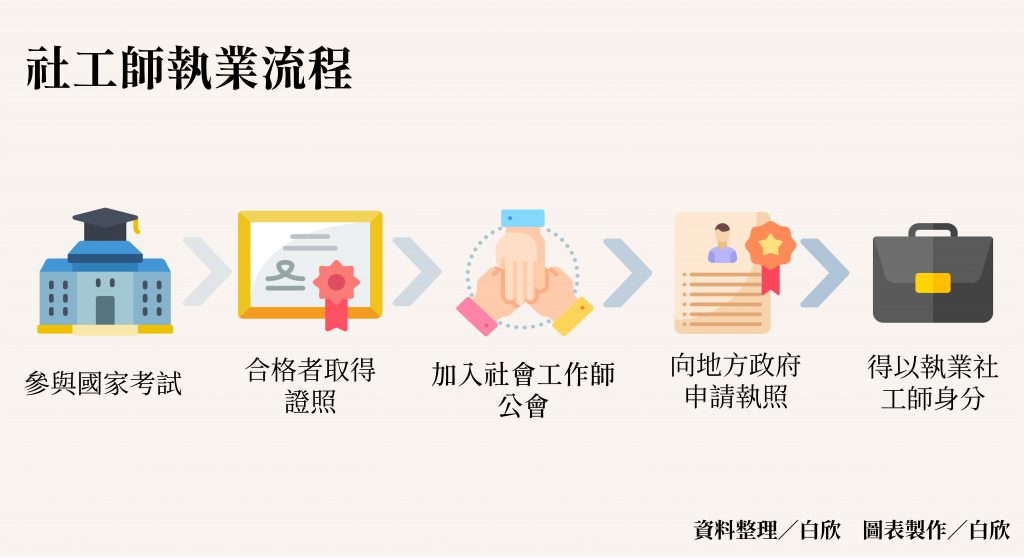 社工師執業流程
參與國家考試
合格者取得
證照
加入社會工作師
公會
向地方政府
申請執照
得以執業社
工師身分
資料整理／白欣　圖表製作／白欣